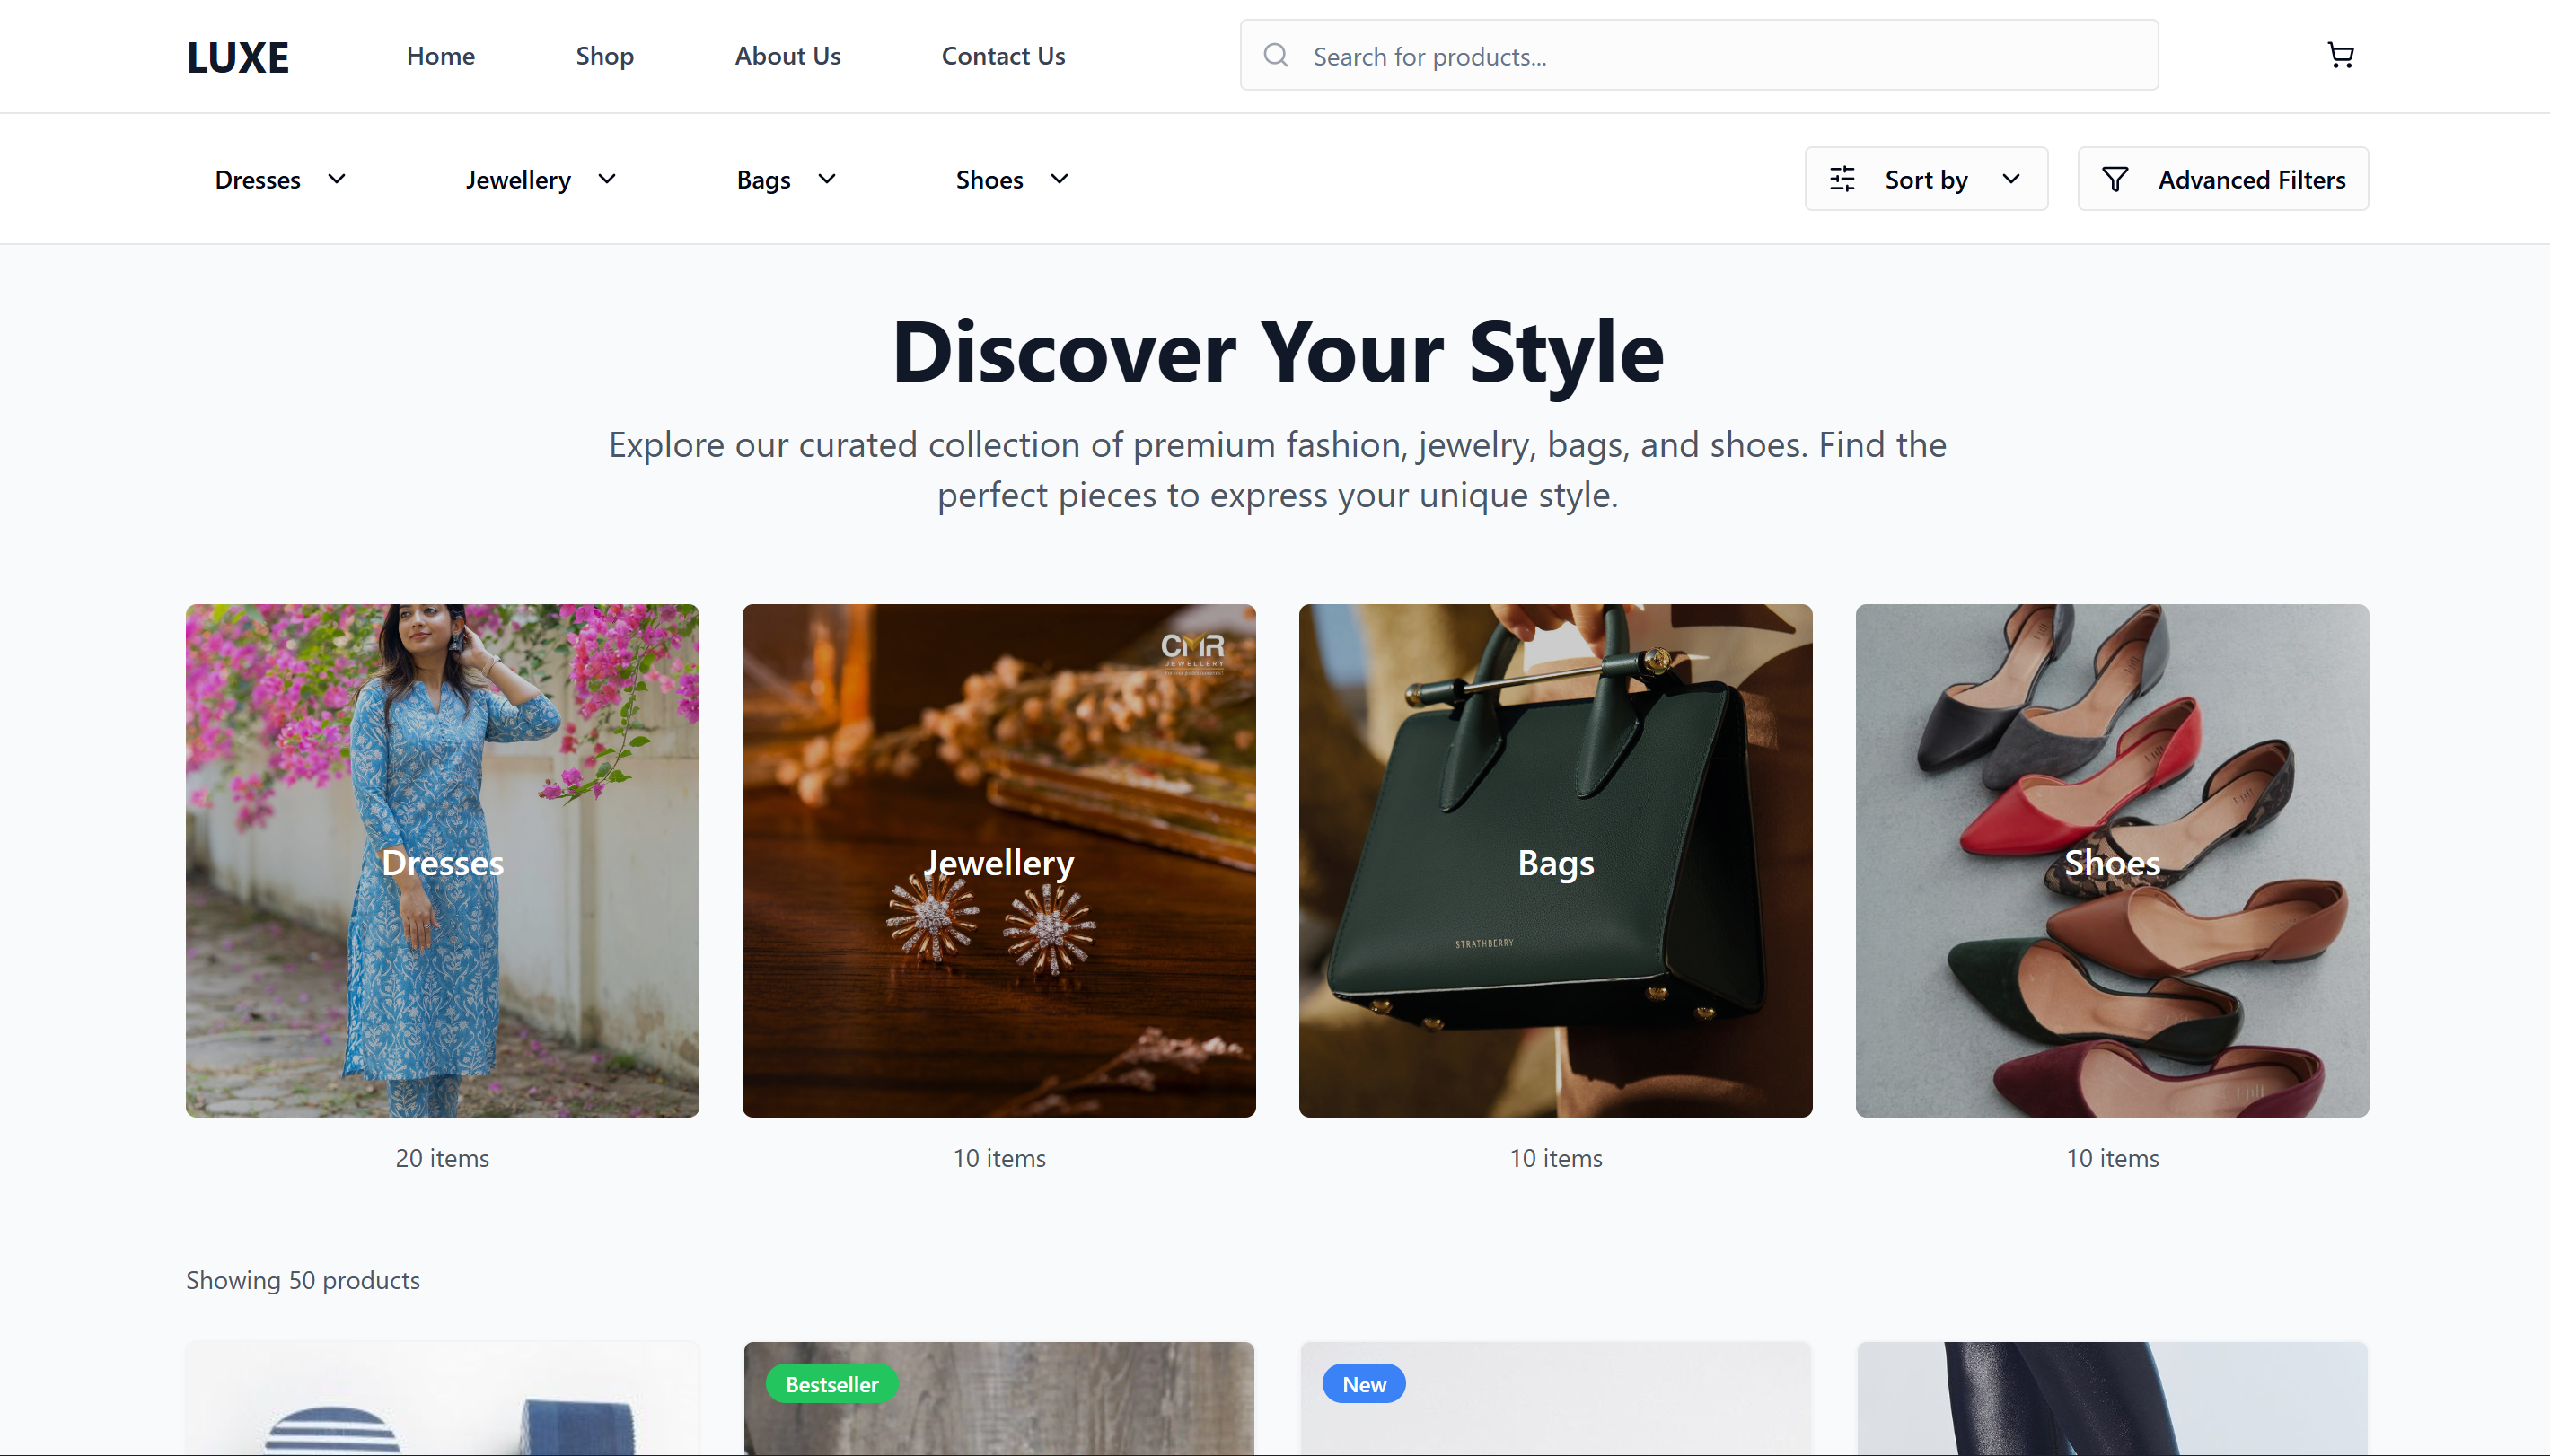 LUXE
Home
Shop
About Us
Contact Us
Search for products...
Dresses
Jewellery
Bags
Shoes
Sort by
Advanced Filters
Discover Your Style
Explore our curated collection of premium fashion, jewelry, bags, and shoes. Find the
perfect pieces to express your unique style.
CMR
JEWELLERY
Dresses
Jewellery
Bags
Shoes
STRATHBERRY
20 items
10 items
10 items
10 items
Showing 50 products
Bestseller
New